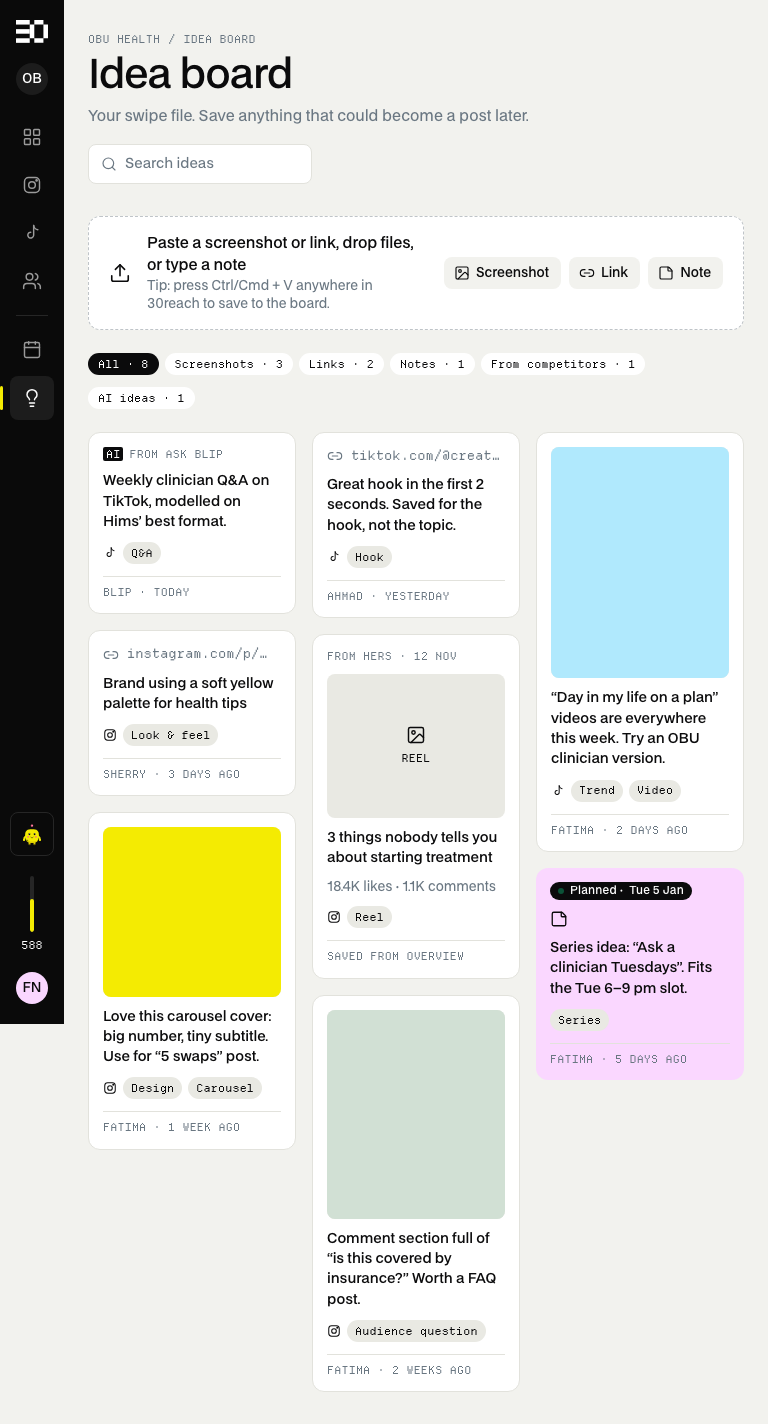 30
OB
588
FN
OBU HEALTH / IDEA BOARD
Idea board
Your swipe file. Save anything that could become a post later.
Search ideas
Paste a screenshot or link, drop files,
or type a note
Tip: press Ctrl/Cmd + V anywhere in
30reach to save to the board.
Screenshot
Link
Note
All · 8
Screenshots · 3
Links · 2
Notes · 1
From competitors · 1
AI ideas · 1
AI FROM ASK BLIP
Weekly clinician Q&A on
TikTok, modelled on
Hims’ best format.
Q&A
BLIP · TODAY
instagram.com/p/…
Brand using a soft yellow
palette for health tips
Look & feel
SHERRY · 3 DAYS AGO
Love this carousel cover:
big number, tiny subtitle.
Use for “5 swaps” post.
Design Carousel
FATIMA · 1 WEEK AGO
tiktok.com/@creat…
Great hook in the first 2
seconds. Saved for the
hook, not the topic.
Hook
AHMAD · YESTERDAY
FROM HERS · 12 NOV
REEL
3 things nobody tells you
about starting treatment
18.4K likes · 1.1K comments
Reel
SAVED FROM OVERVIEW
Comment section full of
“is this covered by
insurance?” Worth a FAQ
post.
Audience question
FATIMA · 2 WEEKS AGO
“Day in my life on a plan”
videos are everywhere
this week. Try an OBU
clinician version.
Trend Video
FATIMA · 2 DAYS AGO
Planned · Tue 5 Jan
Series idea: “Ask a
clinician Tuesdays”. Fits
the Tue 6–9 pm slot.
Series
FATIMA · 5 DAYS AGO